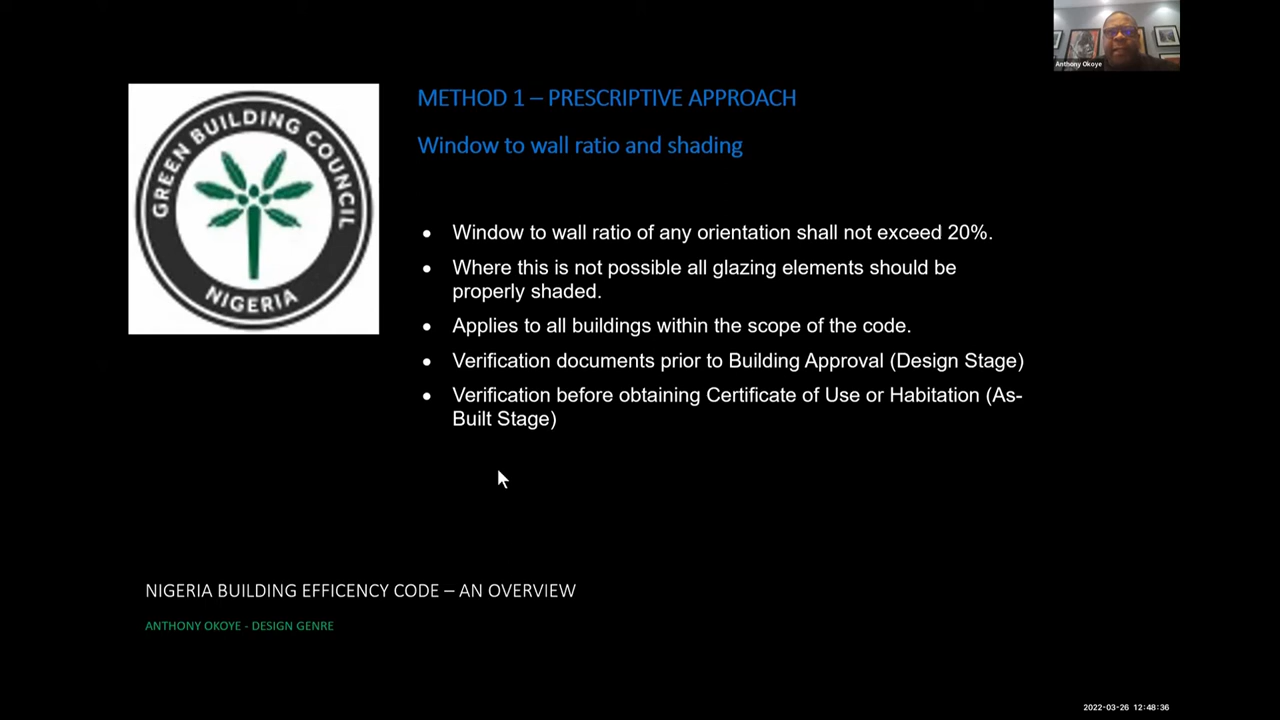 Anthony Okoye
GREEN BUILDING COUNCIL
NIGERIA
METHOD 1 – PRESCRIPTIVE APPROACH
Window to wall ratio and shading
• Window to wall ratio of any orientation shall not exceed 20%.
• Where this is not possible all glazing elements should be
properly shaded.
• Applies to all buildings within the scope of the code.
• Verification documents prior to Building Approval (Design Stage)
• Verification before obtaining Certificate of Use or Habitation (As-
Built Stage)
NIGERIA BUILDING EFFICENCY CODE – AN OVERVIEW
ANTHONY OKOYE - DESIGN GENRE
2022-03-26 12:48:36